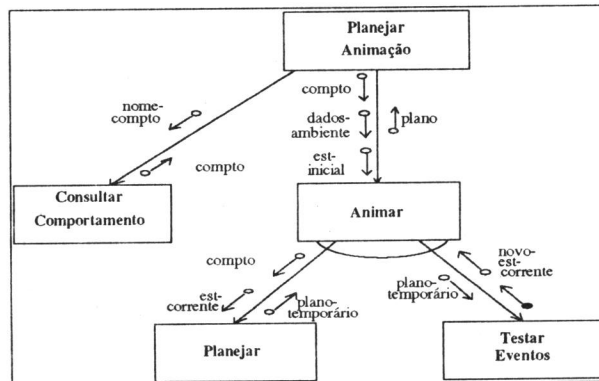 Planejar
Animação
compto
nome-
compto
dados-
ambiente
plano
compto
est-
inicial
Consultar
Comportamento
Animar
compto
novo-
est-
corrente
est-
corrente
plano-
temporário
plano-
temporário
Planejar
Testar
Eventos